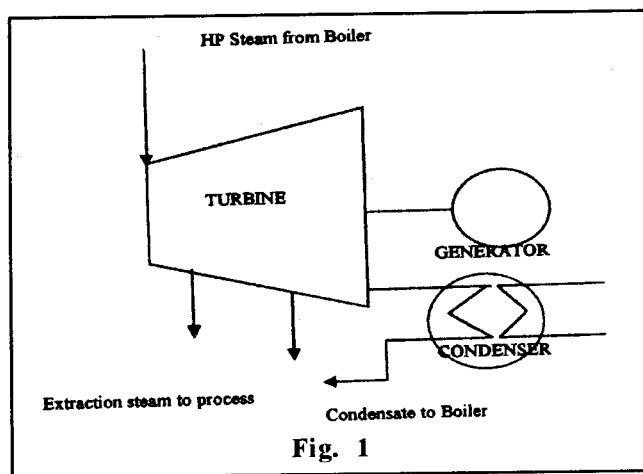 HP Steam from Boiler
TURBINE
GENERATOR
CONDENSER
Extraction steam to process
Condensate to Boiler
Fig. 1